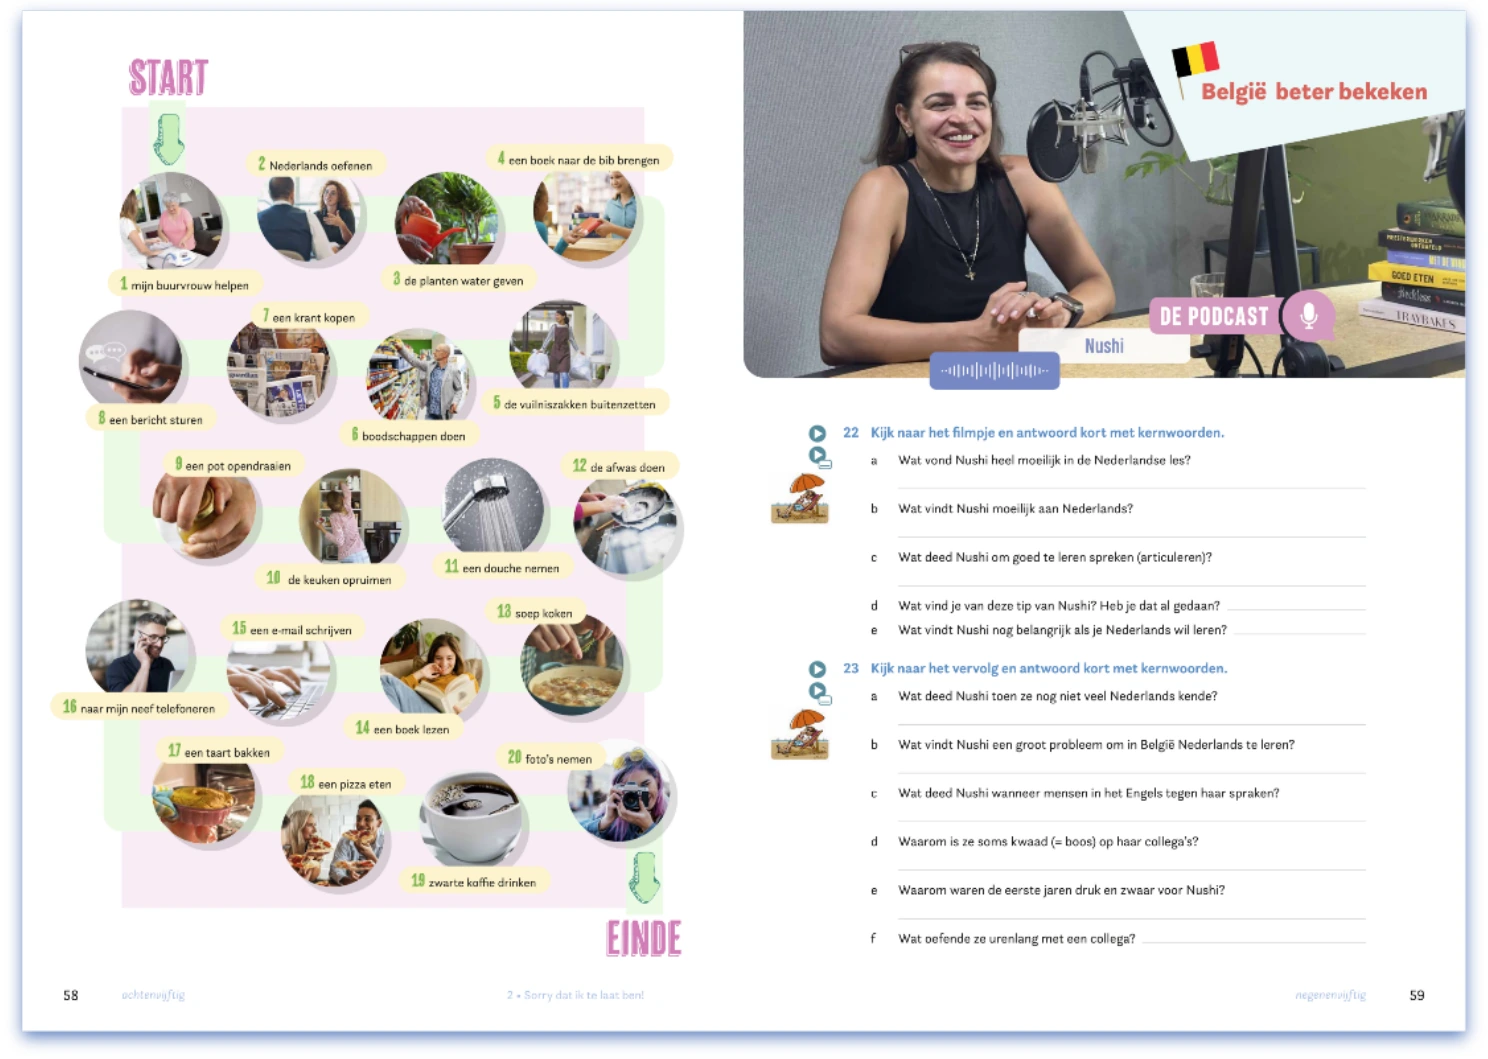 START
2 Nederlands oefenen
4 een boek naar de bib brengen
1 mijn buurvrouw helpen
3 de planten water geven
7 een krant kopen
8 een bericht sturen
6 boodschappen doen
5 de vuilniszakken buitenzetten
9 een pot opendraaien
12 de afwas doen
10 de keuken opruimen
11 een douche nemen
13 soep koken
15 een e-mail schrijven
16 naar mijn neef telefoneren
14 een boek lezen
17 een taart bakken
18 een pizza eten
20 foto's nemen
19 zwarte koffie drinken
EINDE
58 achtenvijftig
2 • Sorry dat ik te laat ben!
België beter bekeken
GOED ETEN
TRAYBAKES
DE PODCAST
Nushi
22 Kijk naar het filmpje en antwoord kort met kernwoorden.
a Wat vond Nushi heel moeilijk in de Nederlandse les?
b Wat vindt Nushi moeilijk aan Nederlands?
c Wat deed Nushi om goed te leren spreken (articuleren)?
d Wat vind je van deze tip van Nushi? Heb je dat al gedaan?
e Wat vindt Nushi nog belangrijk als je Nederlands wil leren?
23 Kijk naar het vervolg en antwoord kort met kernwoorden.
a Wat deed Nushi toen ze nog niet veel Nederlands kende?
b Wat vindt Nushi een groot probleem om in België Nederlands te leren?
c Wat deed Nushi wanneer mensen in het Engels tegen haar spraken?
d Waarom is ze soms kwaad (= boos) op haar collega's?
e Waarom waren de eerste jaren druk en zwaar voor Nushi?
f Wat oefende ze urenlang met een collega?
negenenvijftig 59